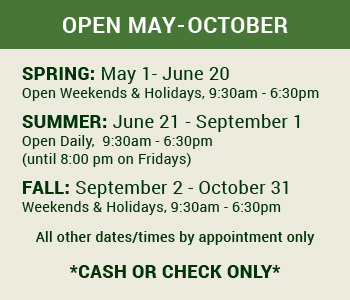 OPEN MAY-OCTOBER
SPRING: May 1- June 20
Open Weekends & Holidays, 9:30am - 6:30pm
SUMMER: June 21 - September 1
Open Daily,  9:30am - 6:30pm
(until 8:00 pm on Fridays)
FALL: September 2 - October 31
Weekends & Holidays, 9:30am - 6:30pm
All other dates/times by appointment only
*CASH OR CHECK ONLY*